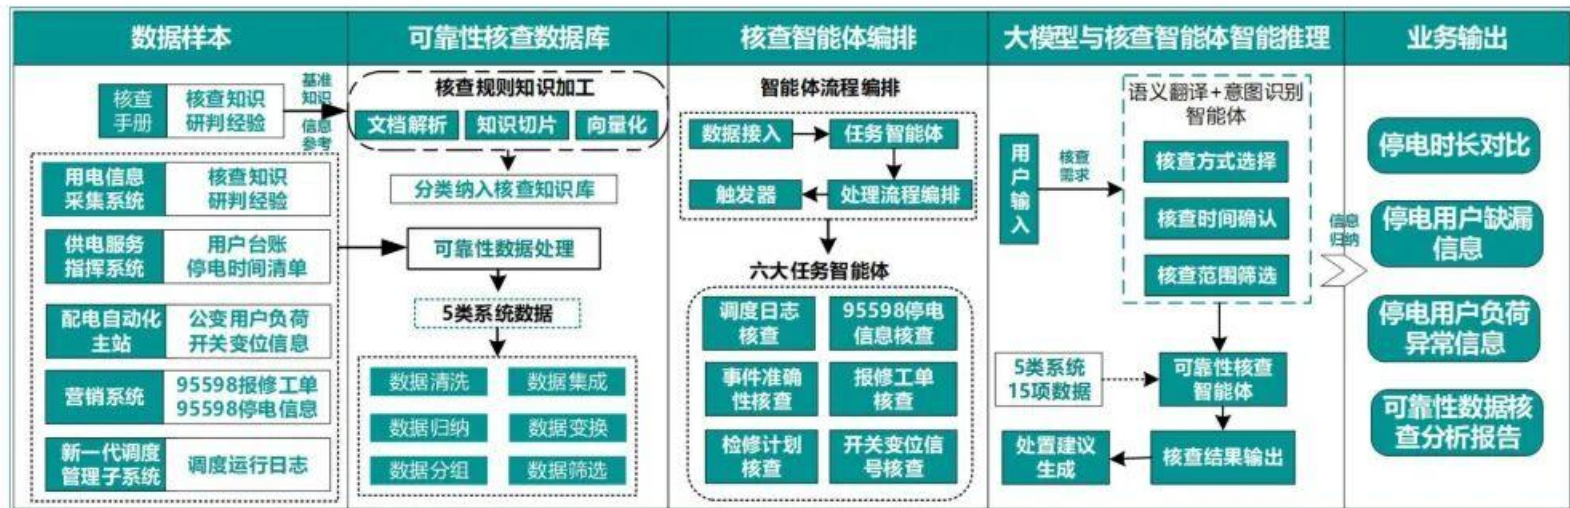 数据样本
可靠性核查数据库
核查智能体编排
大模型与核查智能体智能推理
业务输出
核查
手册
核查知识
研判经验
基准
知识
信息
参考
用电信息
采集系统
核查知识
研判经验
供电服务
指挥系统
用户台账
停电时间清单
配电自动化
主站
公变用户负荷
开关变位信息
营销系统
95598报修工单
95598停电信息
新一代调度
管理子系统
调度运行日志
核查规则知识加工
文档解析
知识切片
向量化
分类纳入核查知识库
可靠性数据处理
5类系统数据
数据清洗
数据集成
数据归纳
数据变换
数据分组
数据筛选
智能体流程编排
数据接入
任务智能体
触发器
处理流程编排
六大任务智能体
调度日志
核查
95598停电
信息核查
事件准确
性核查
报修工单
核查
检修计划
核查
开关变位信
号核查
用户输入
核查
需求
语义翻译+意图识别
智能体
核查方式选择
核查时间确认
核查范围筛选
5类系统
15项数据
可靠性核查
智能体
处置建议
生成
核查结果输出
信息
归纳
停电时长对比
停电用户缺漏
信息
停电用户负荷
异常信息
可靠性数据核
查分析报告